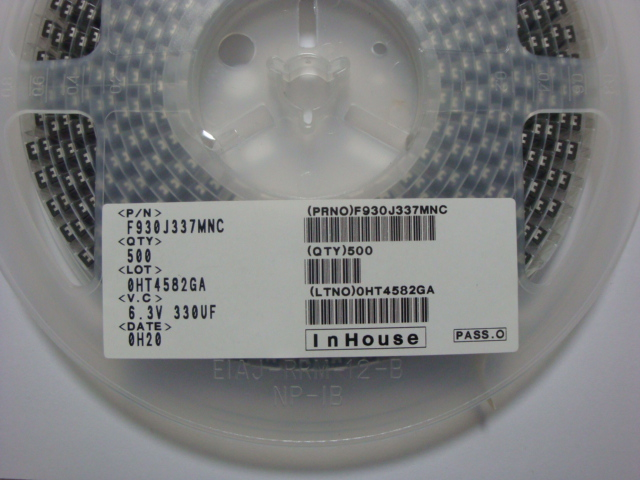 <P/N>
F930J337MNC
<QTY>
500
<LOT>
0HT4582GA
<V.C>
6.3V 330UF
<DATE>
0H20
(PRNO)F930J337MNC
(QTY)500
(LTNO)0HT4582GA
InHouse
PASS.O
NP-IB